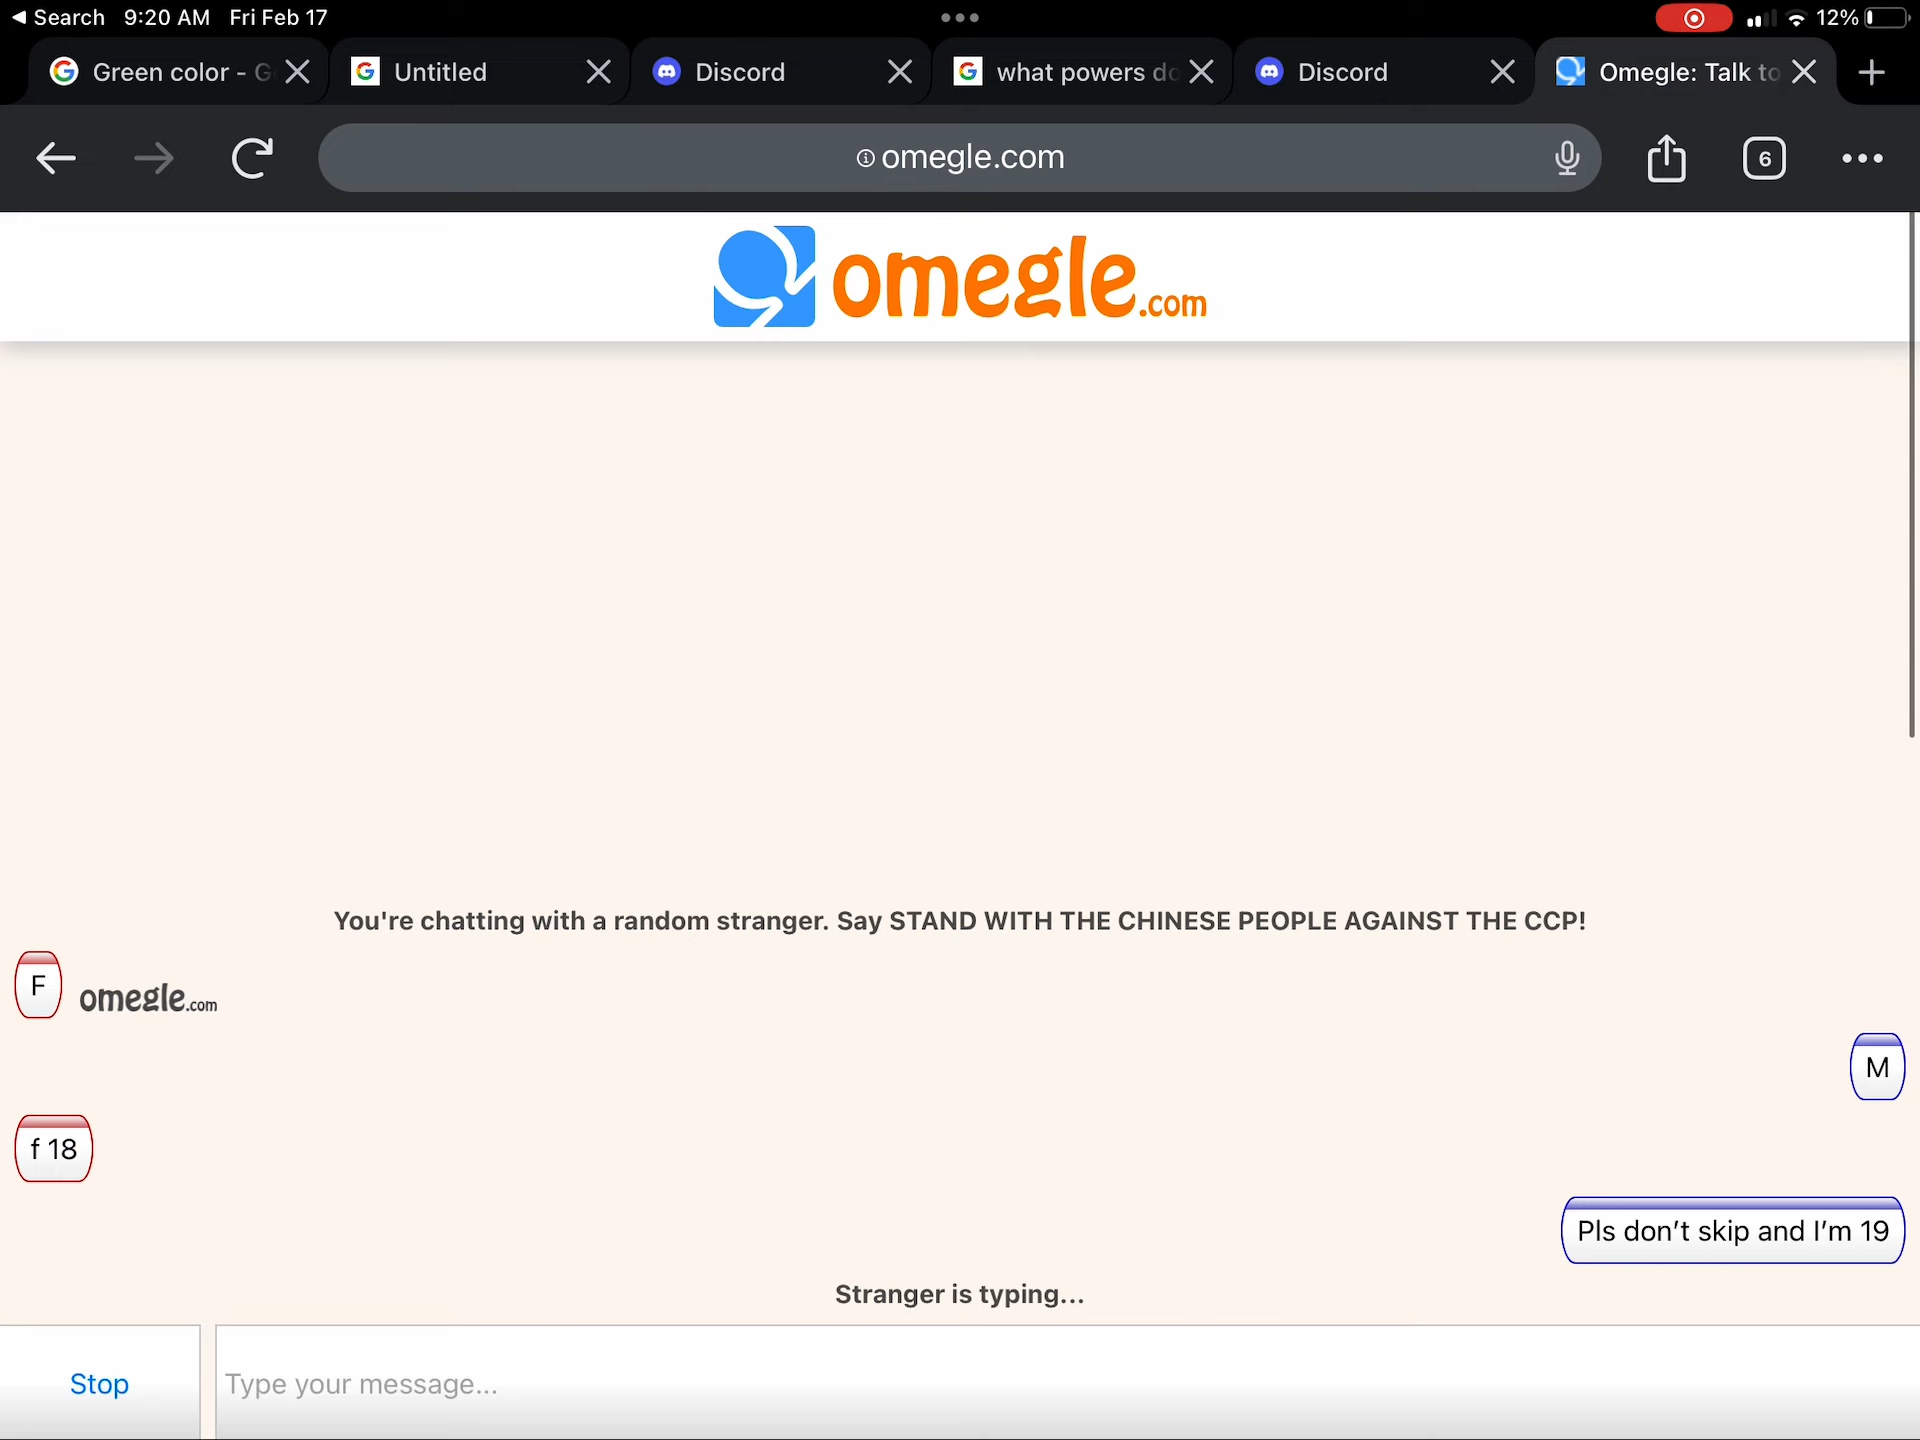 Search 9:20 AM Fri Feb 17 12%
Green color - G
Untitled
Discord
what powers do
Discord
Omegle: Talk to
omegle.com
6
omegle.com
You're chatting with a random stranger. Say STAND WITH THE CHINESE PEOPLE AGAINST THE CCP!
F
omegle.com
M
f 18
Pls don’t skip and I’m 19
Stranger is typing...
Stop
Type your message...